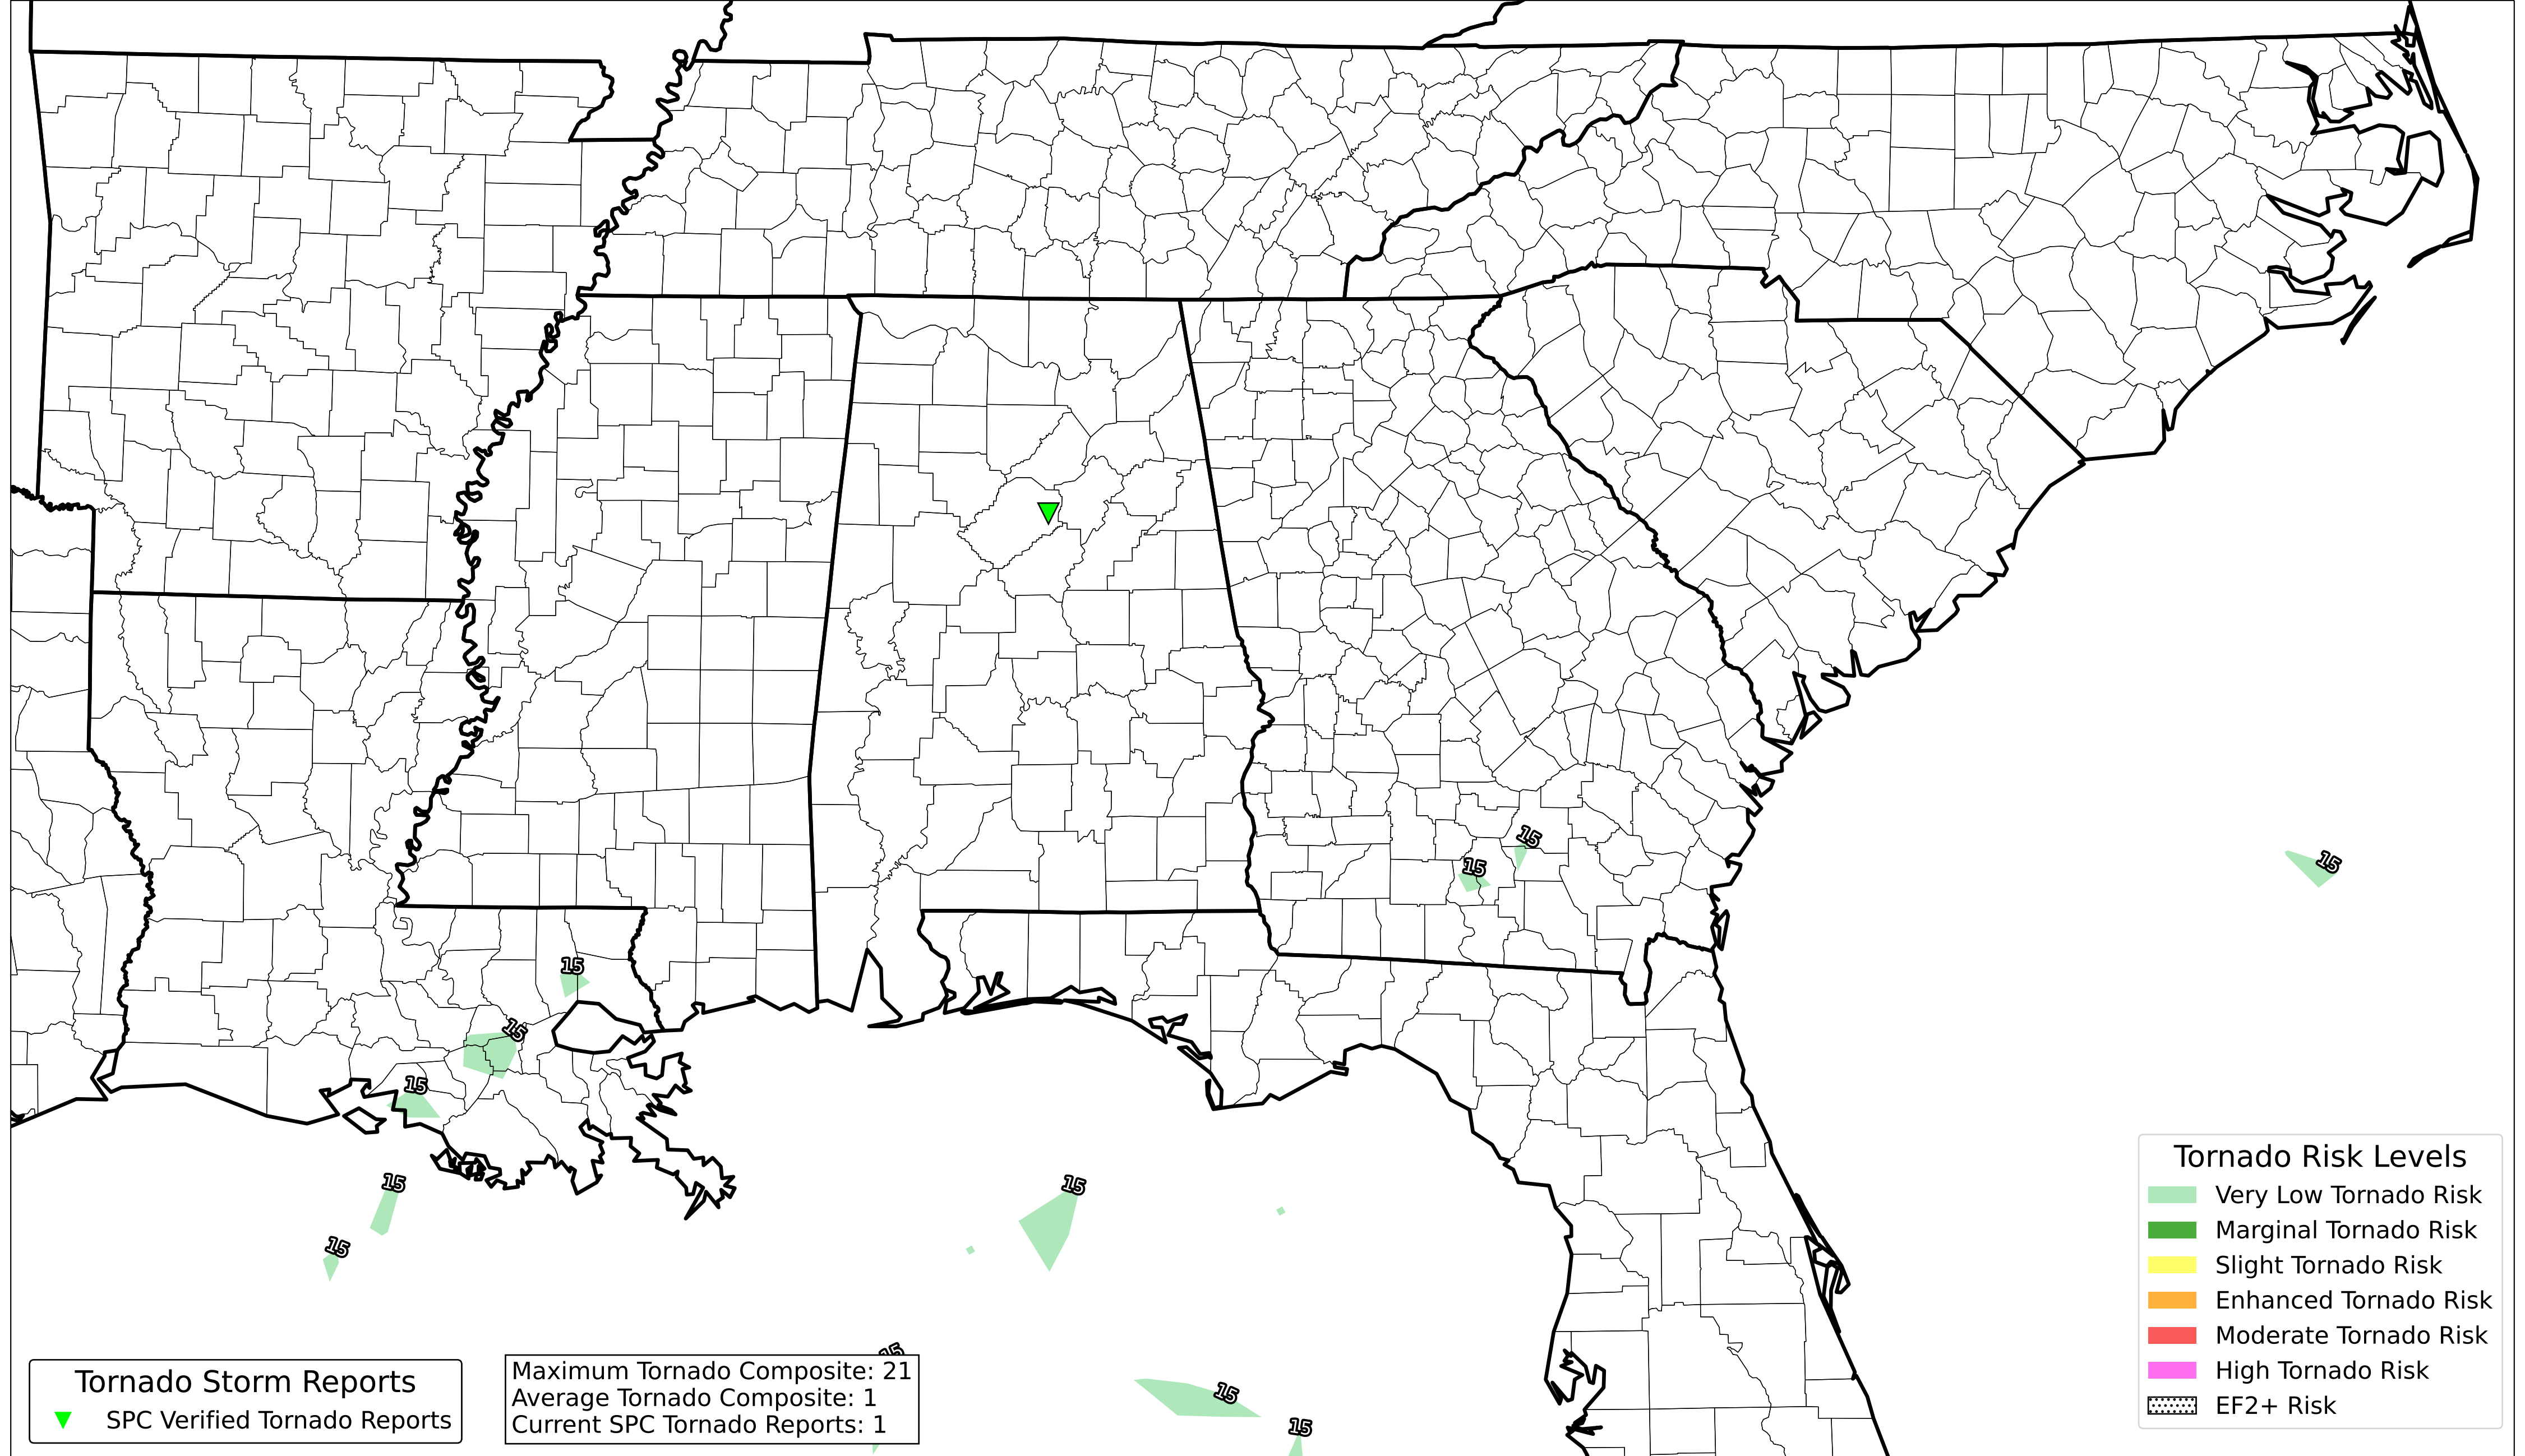 15
15
15
15
15
15
15
15
15
15
15
15
15
Tornado Risk Levels
Very Low Tornado Risk
Marginal Tornado Risk
Slight Tornado Risk
Enhanced Tornado Risk
Moderate Tornado Risk
High Tornado Risk
EF2+ Risk
Tornado Storm Reports
SPC Verified Tornado Reports
Maximum Tornado Composite: 21
Average Tornado Composite: 1
Current SPC Tornado Reports: 1